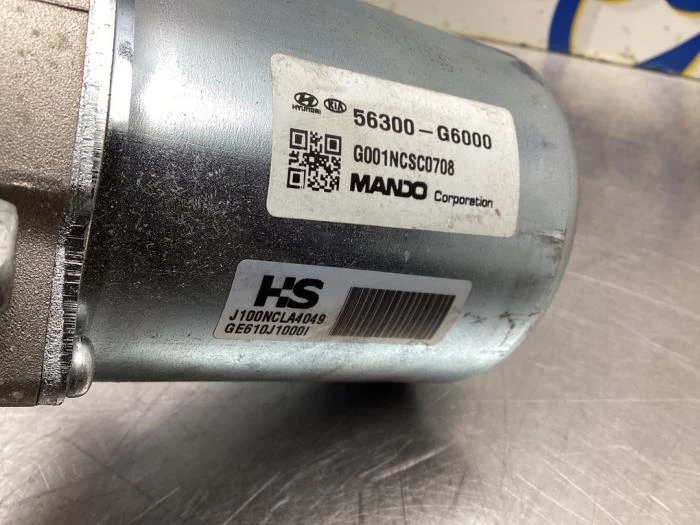 HYUNDAI KIA 56300-G6000
G001NCSC0708
MANDO Corporation
HS
J100NCLA4049
GE610J1000I